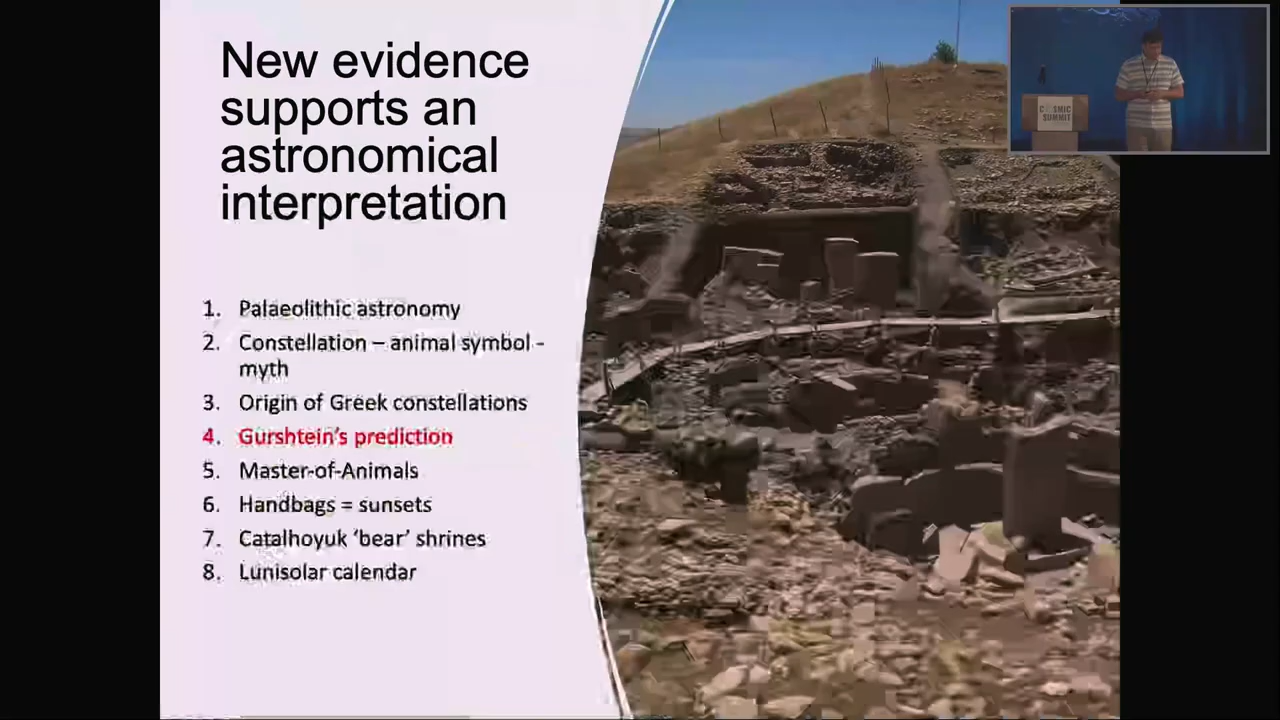 New evidence
supports an
astronomical
interpretation
1. Palaeolithic astronomy
2. Constellation – animal symbol -
myth
3. Origin of Greek constellations
4. Gurshtein's prediction
5. Master-of-Animals
6. Handbags = sunsets
7. Catalhoyuk 'bear' shrines
8. Lunisolar calendar
COSMIC
SUMMIT